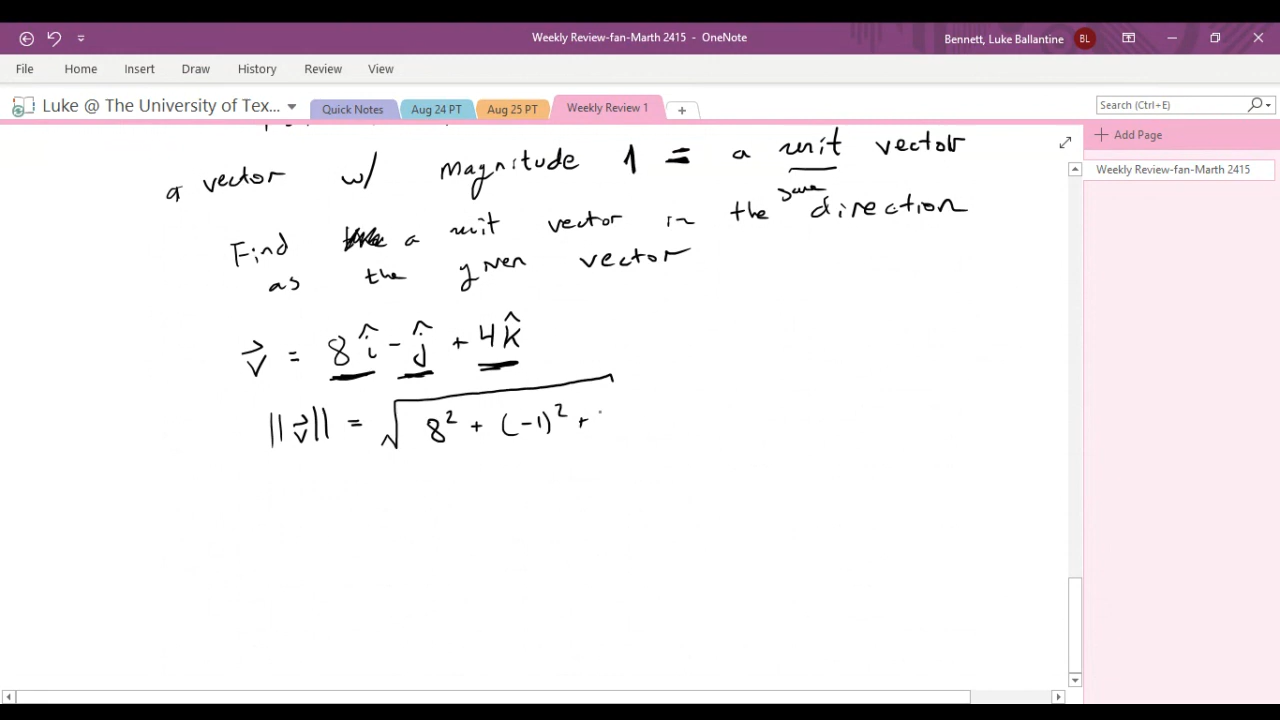 Weekly Review-fan-Marth 2415 - OneNote
Bennett, Luke Ballantine BL
File Home Insert Draw History Review View
Luke @ The University of Tex...
Quick Notes Aug 24 PT Aug 25 PT Weekly Review 1 +
Search (Ctrl+E)
Add Page
Weekly Review-fan-Marth 2415
a vector w/ magnitude 1 = a unit vector
Find a unit vector in the same direction
as the given vector
v⃗ = 8î - ĵ + 4k̂
||v⃗|| = √8² + (-1)² +